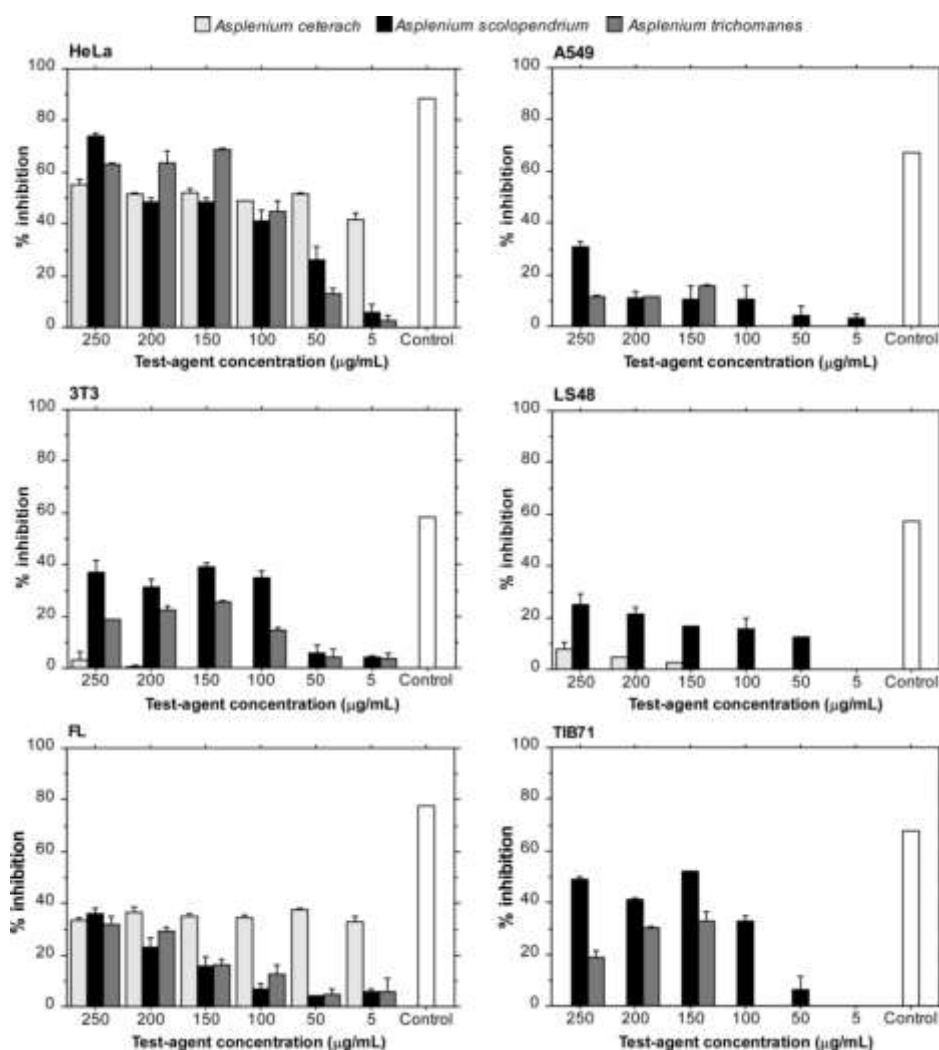 Asplenium ceterach Asplenium scolopendrium Asplenium trichomanes
HeLa
100
80
60
40
20
0
% inhibition
250 200 150 100 50 5 Control
Test-agent concentration (μg/mL)
A549
100
80
60
40
20
0
% inhibition
250 200 150 100 50 5 Control
Test-agent concentration (μg/mL)
3T3
100
80
60
40
20
0
% inhibition
250 200 150 100 50 5 Control
Test-agent concentration (μg/mL)
LS48
100
80
60
40
20
0
% inhibition
250 200 150 100 50 5 Control
Test-agent concentration (μg/mL)
FL
100
80
60
40
20
0
% inhibition
250 200 150 100 50 5 Control
Test-agent concentration (μg/mL)
TIB71
100
80
60
40
20
0
% inhibition
250 200 150 100 50 5 Control
Test-agent concentration (μg/mL)